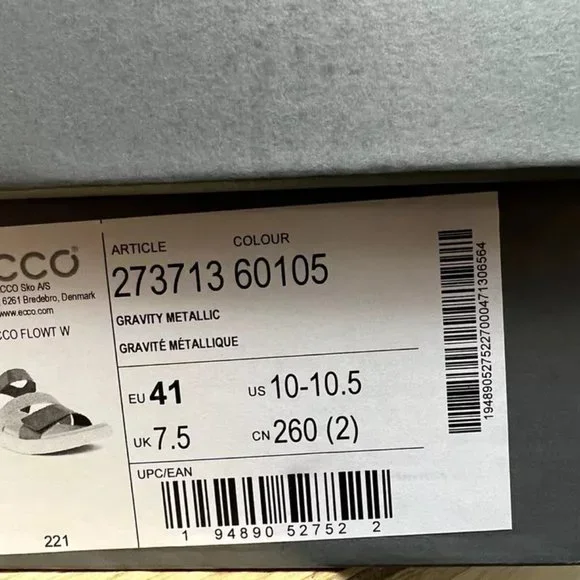 CCO
CCO Sko A/S
6261 Bredebro, Denmark
www.ecco.com
CCO FLOWT W
221
ARTICLE COLOUR
273713 60105
GRAVITY METALLIC
GRAVITÉ MÉTALLIQUE
EU 41 US 10-10.5
UK 7.5 CN 260 (2)
UPC/EAN
1 94890 52752 2
1948905275227000471306564